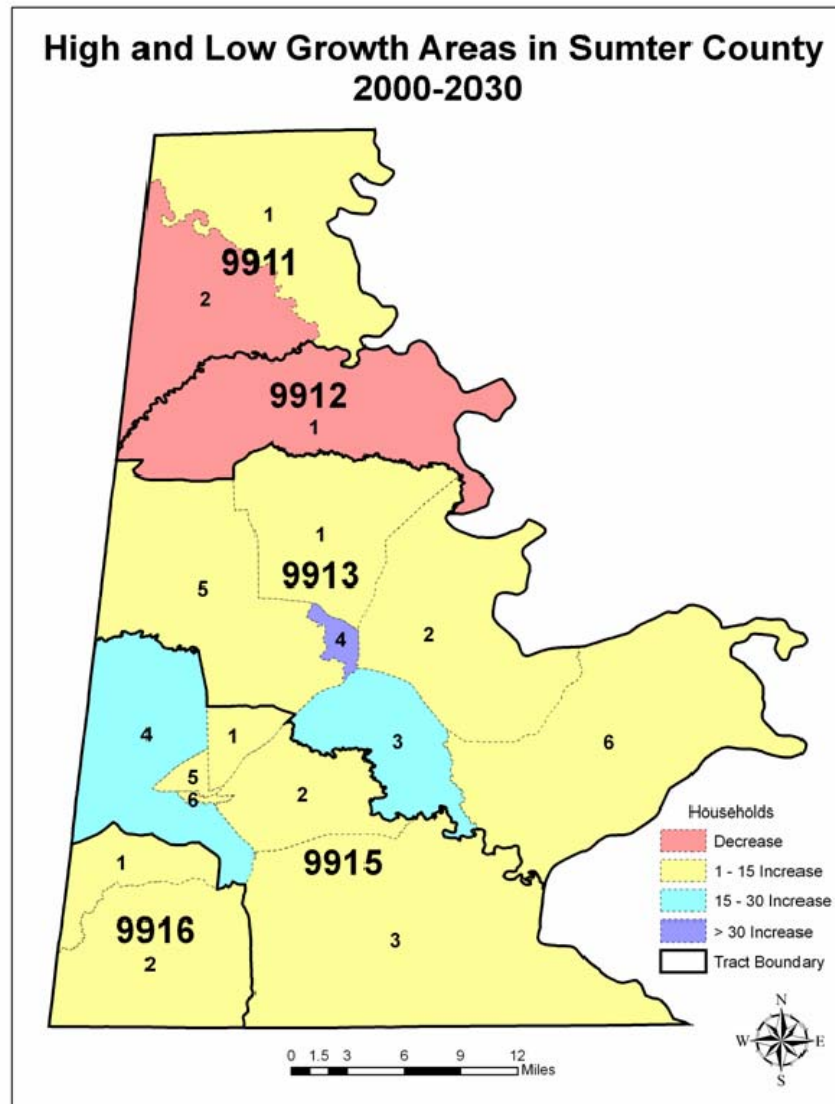 High and Low Growth Areas in Sumter County
2000-2030
1
9911
2
9912
1
1
9913
5
2
4
4
1
3
6
5
2
6
Households
Decrease
1 - 15 Increase
15 - 30 Increase
> 30 Increase
Tract Boundary
1
9915
9916
2
3
N
W
E
S
0 1.5 3 6 9 12
Miles